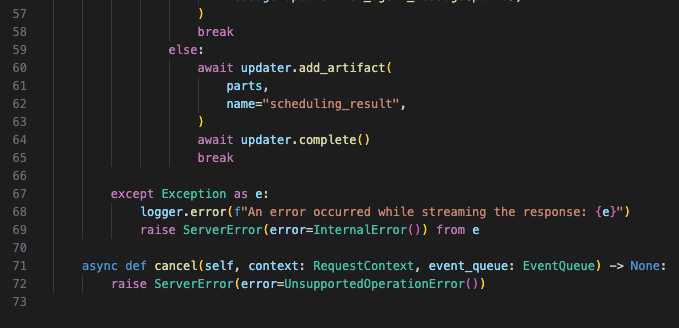 57 )
58 break
59 else:
60 await updater.add_artifact(
61 parts,
62 name="scheduling_result",
63 )
64 await updater.complete()
65 break
66
67 except Exception as e:
68 logger.error(f"An error occurred while streaming the response: {e}")
69 raise ServerError(error=InternalError()) from e
70
71 async def cancel(self, context: RequestContext, event_queue: EventQueue) -> None:
72 raise ServerError(error=UnsupportedOperationError())
73